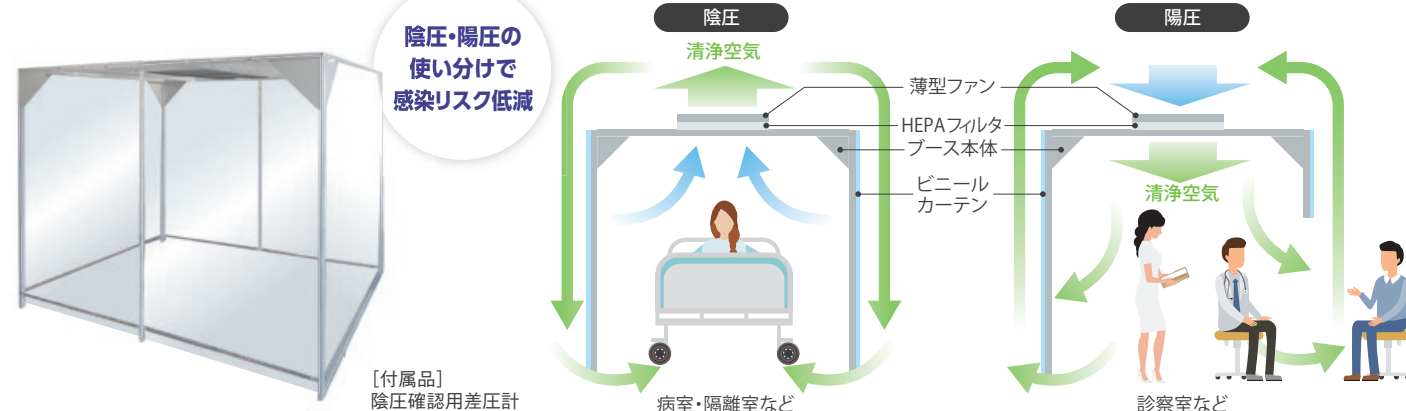 陰圧・陽圧の
使い分けで
感染リスク低減
[付属品]
陰圧確認用差圧計
陰圧
清浄空気
薄型ファン
HEPAフィルタ
ブース本体
ビニール
カーテン
病室・隔離室など
陽圧
清浄空気
診察室など